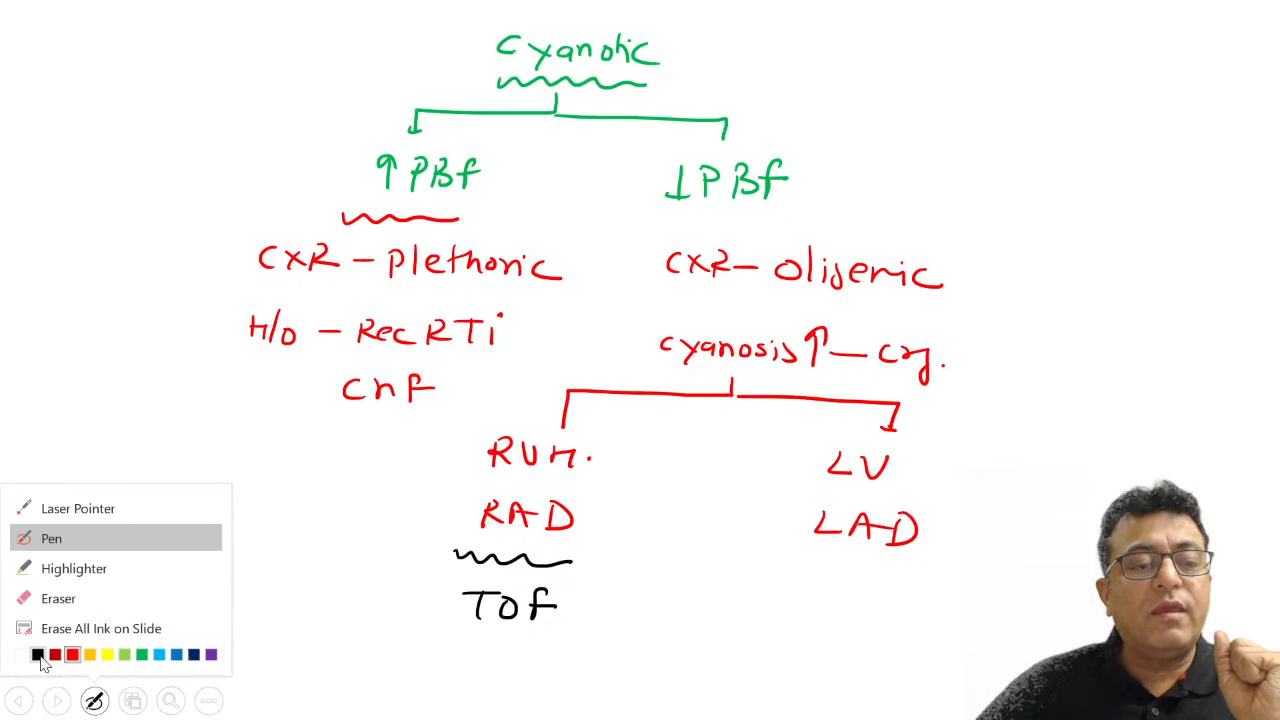 Cyanotic
↑ PBf
↓ PBf
CXR – Plethoric
CXR – Oligemic
H/O – Rec RTi
Cyanosis ↑ – Cry.
CHF
RVH.
LV
RAD
LAD
TOF
Laser Pointer
Pen
Highlighter
Eraser
Erase All Ink on Slide